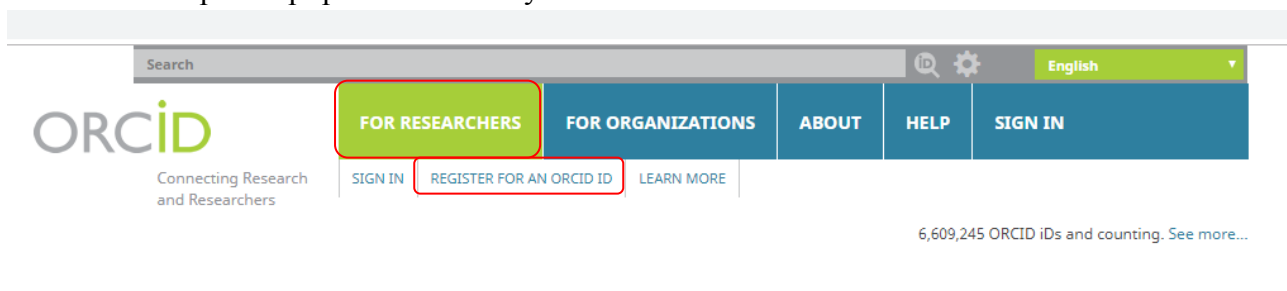 Search
iD
English
ORCiD
FOR RESEARCHERS FOR ORGANIZATIONS ABOUT HELP SIGN IN
Connecting Research
and Researchers
SIGN IN REGISTER FOR AN ORCID ID LEARN MORE
6,609,245 ORCID iDs and counting. See more...